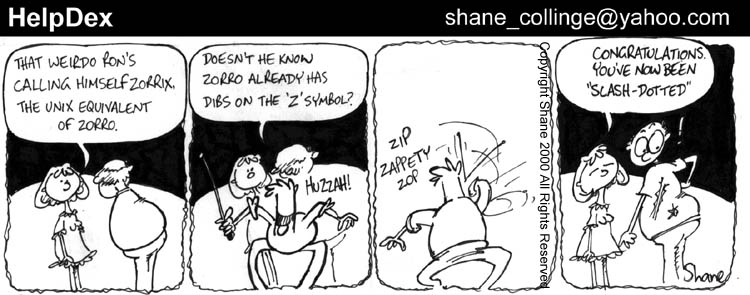 HelpDex
shane_collinge@yahoo.com
THAT WEIRDO RON'S
CALLING HIMSELF ZORRIX,
THE UNIX EQUIVALENT
OF ZORRO.
DOESN'T HE KNOW
ZORRO ALREADY HAS
DIBS ON THE 'Z' SYMBOL?
HUZZAH!
ZIP
ZAPPETY
ZOP
Copyright Shane 2000 All Rights Reserved
CONGRATULATIONS.
YOU'VE NOW BEEN
"SLASH-DOTTED"
Shane